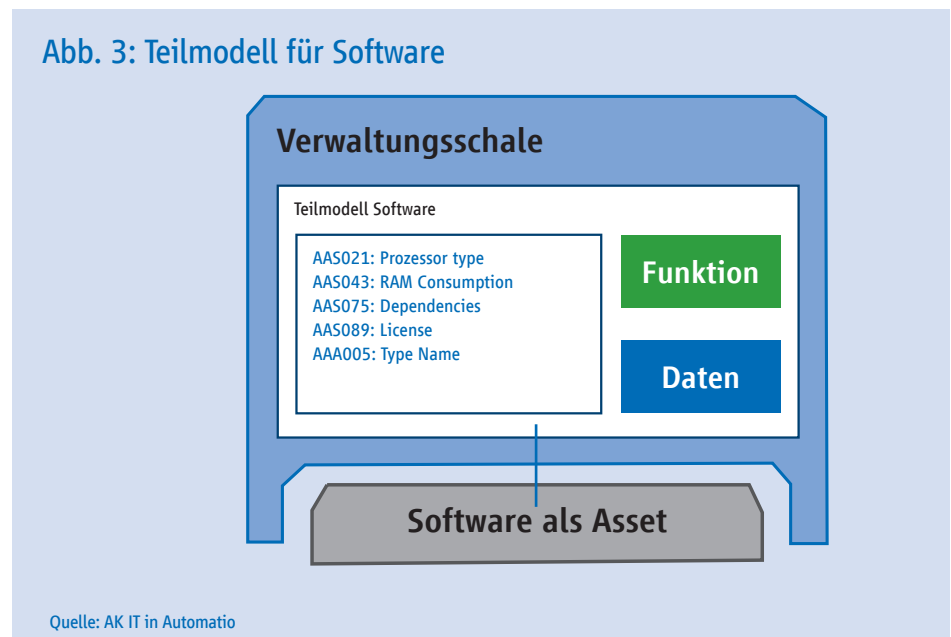 Abb. 3: Teilmodell für Software
Verwaltungsschale
Teilmodell Software
AAS021: Prozessor type
AAS043: RAM Consumption
AAS075: Dependencies
AAS089: License
AAA005: Type Name
Funktion
Daten
Software als Asset
Quelle: AK IT in Automatio